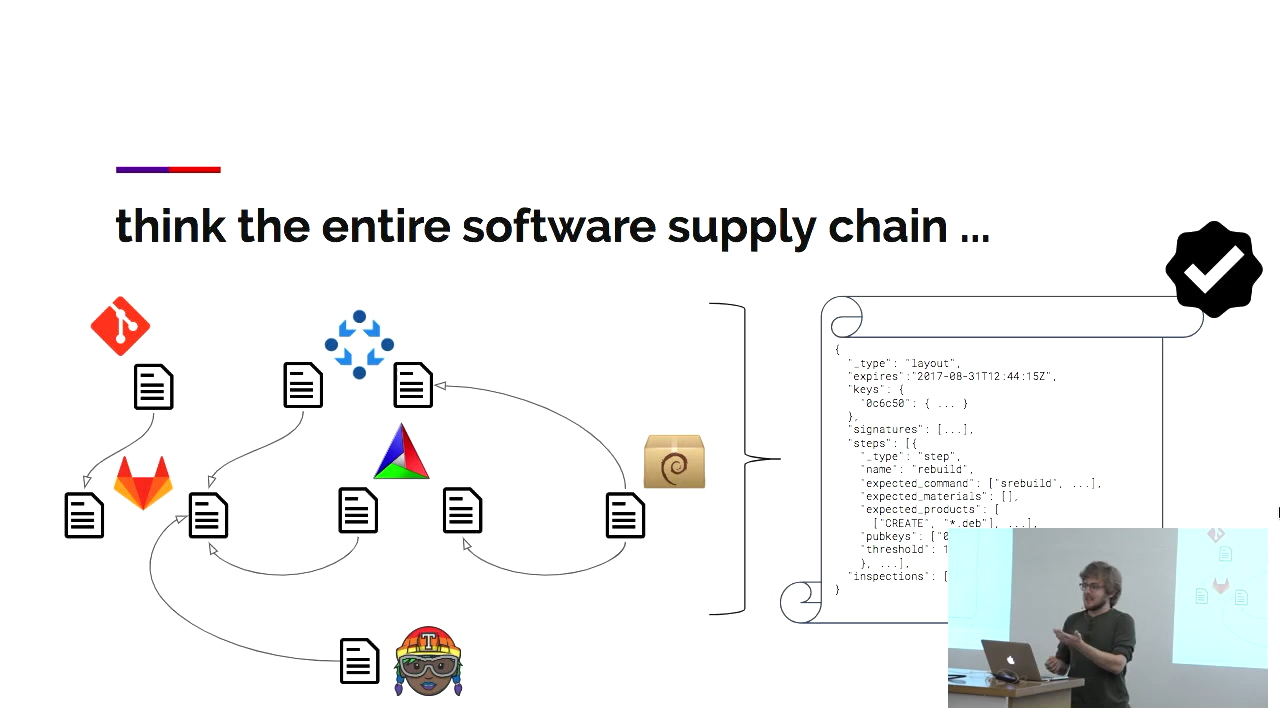 think the entire software supply chain ...
{
"_type": "layout",
"expires":"2017-08-31T12:44:15Z",
"keys": {
"0c6c50": { ... }
},
"signatures": [...],
"steps": [{
"_type": "step",
"name": "rebuild",
"expected_command": ["srebuild", ...],
"expected_materials": [],
"expected_products": [
["CREATE", "*.deb"], ...],
"pubkeys": ["0
"threshold": 1
}, ...],
"inspections": [
}
T